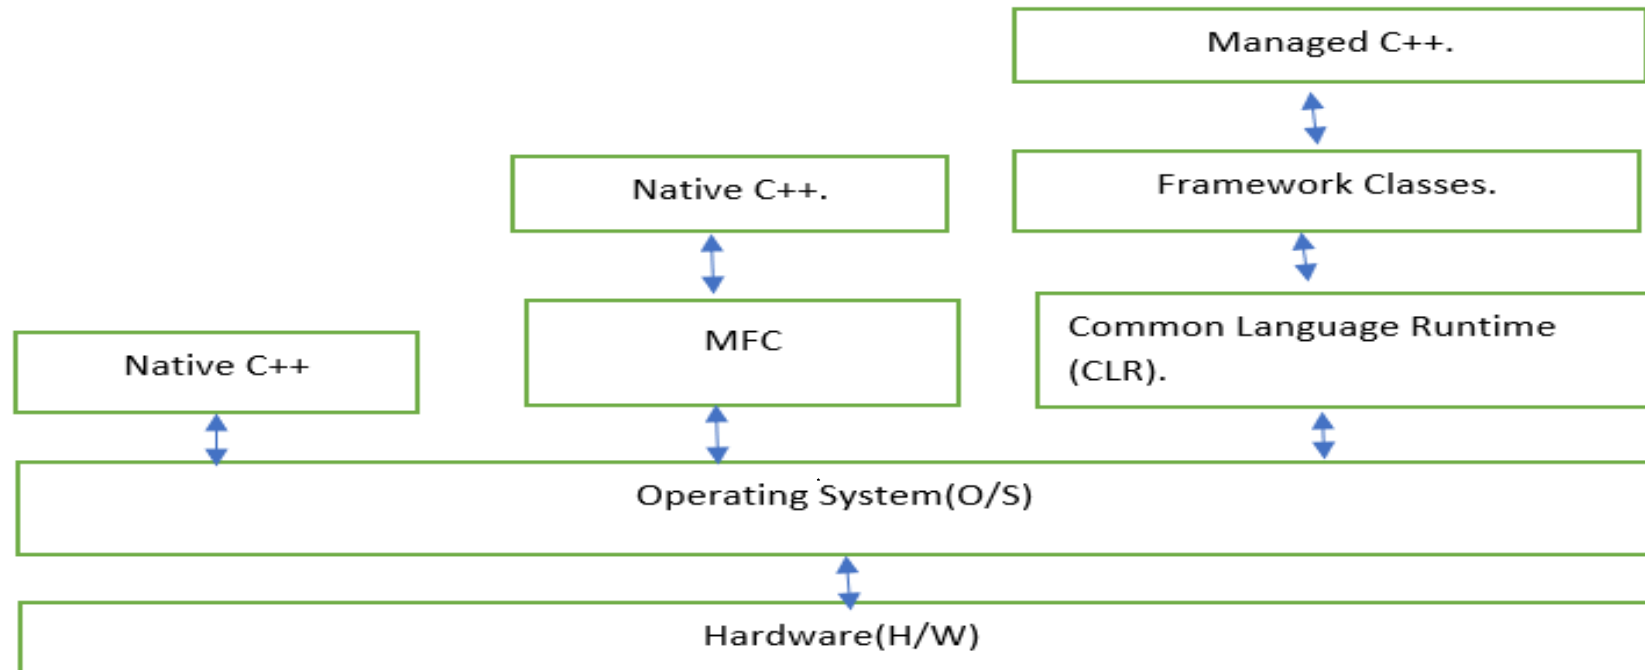 Managed C++.
Native C++.
Framework Classes.
Native C++
MFC
Common Language Runtime
(CLR).
Operating System(O/S)
Hardware(H/W)